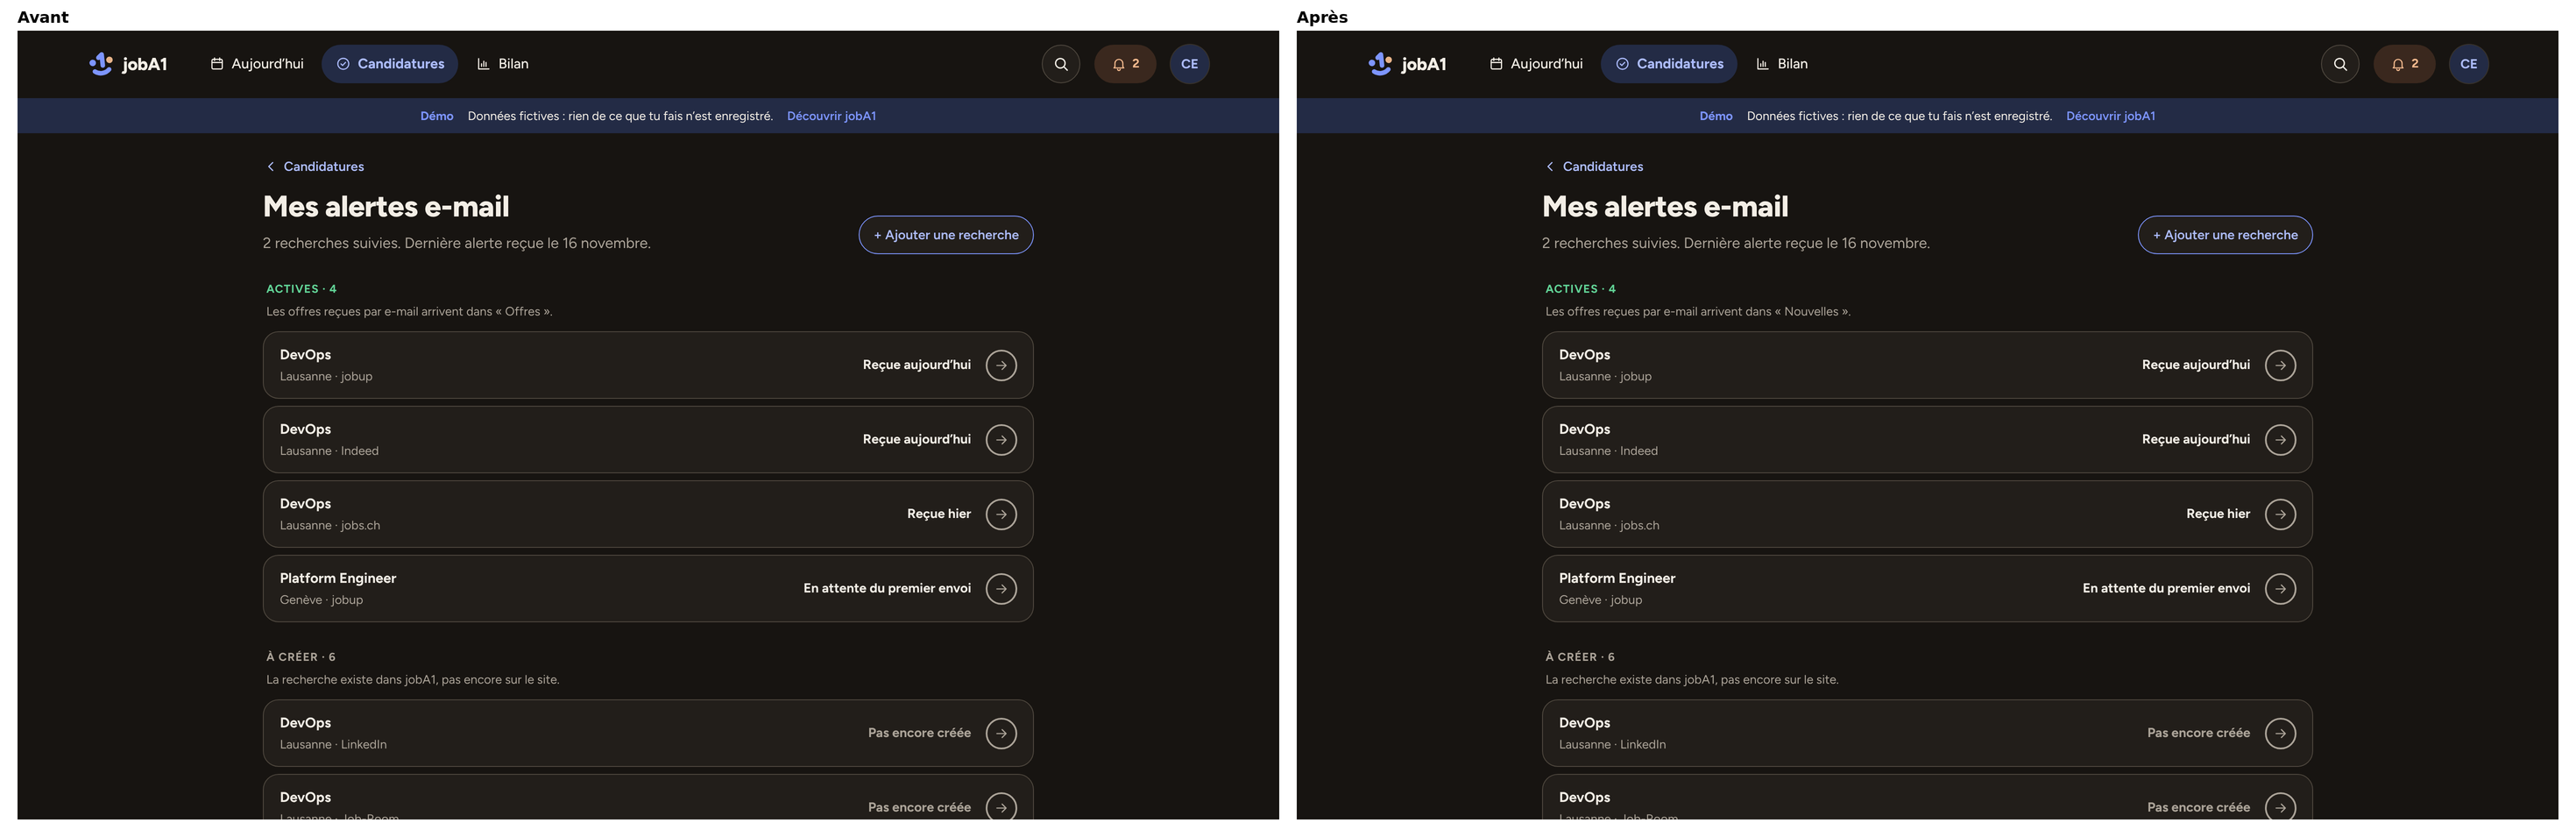 Avant
jobA1 Aujourd'hui Candidatures Bilan 2 CE
Démo Données fictives : rien de ce que tu fais n'est enregistré. Découvrir jobA1
Candidatures
Mes alertes e-mail
2 recherches suivies. Dernière alerte reçue le 16 novembre.
+ Ajouter une recherche
ACTIVES · 4
Les offres reçues par e-mail arrivent dans « Offres ».
DevOps
Lausanne · jobup
Reçue aujourd'hui
DevOps
Lausanne · Indeed
Reçue aujourd'hui
DevOps
Lausanne · jobs.ch
Reçue hier
Platform Engineer
Genève · jobup
En attente du premier envoi
À CRÉER · 6
La recherche existe dans jobA1, pas encore sur le site.
DevOps
Lausanne · LinkedIn
Pas encore créée
DevOps
Lausanne · Job-Room
Pas encore créée
Après
jobA1 Aujourd'hui Candidatures Bilan 2 CE
Démo Données fictives : rien de ce que tu fais n'est enregistré. Découvrir jobA1
Candidatures
Mes alertes e-mail
2 recherches suivies. Dernière alerte reçue le 16 novembre.
+ Ajouter une recherche
ACTIVES · 4
Les offres reçues par e-mail arrivent dans « Nouvelles ».
DevOps
Lausanne · jobup
Reçue aujourd'hui
DevOps
Lausanne · Indeed
Reçue aujourd'hui
DevOps
Lausanne · jobs.ch
Reçue hier
Platform Engineer
Genève · jobup
En attente du premier envoi
À CRÉER · 6
La recherche existe dans jobA1, pas encore sur le site.
DevOps
Lausanne · LinkedIn
Pas encore créée
DevOps
Lausanne · Job-Room
Pas encore créée